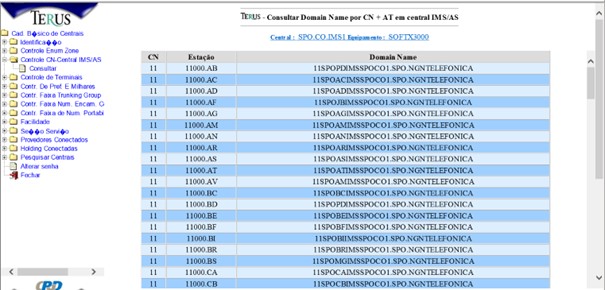 TERUS
TERUS - Consultar Domain Name por CN + AT em central IMS/AS
Central : SPO.CO.IMS1 Equipamento : SOFTX3000
Cad. Básico de Centrais
Identifica��o
Controle Enum Zone
Controle CN-Central IMS/AS
Consultar
Controle de Terminais
Contr. De Pref. E Milhares
Contr. Faixa Trunking Group
Contr. Faixa Num. Encam. C
Contr. Faixa de Num. Portabi
Facilidade
Se��o Servi�o
Provedores Conectados
Holding Conectadas
Pesquisar Centrais
Alterar senha
Fechar
CN Estação Domain Name
11 11000.AB 11SPOPDIMSSPOCO1.SPO.NGNTELEFONICA
11 11000.AC 11SPOACIMSSPOCO1.SPO.NGNTELEFONICA
11 11000.AD 11SPOADIMSSPOCO1.SPO.NGNTELEFONICA
11 11000.AF 11SPOJBIMSSPOCO1.SPO.NGNTELEFONICA
11 11000.AG 11SPOAGIMSSPOCO1.SPO.NGNTELEFONICA
11 11000.AM 11SPOAMIMSSPOCO1.SPO.NGNTELEFONICA
11 11000.AN 11SPOANIMSSPOCO1.SPO.NGNTELEFONICA
11 11000.AR 11SPOARIMSSPOCO1.SPO.NGNTELEFONICA
11 11000.AS 11SPOASIMSSPOCO1.SPO.NGNTELEFONICA
11 11000.AT 11SPOATIMSSPOCO1.SPO.NGNTELEFONICA
11 11000.AV 11SPOAMIMSSPOCO1.SPO.NGNTELEFONICA
11 11000.BC 11SPOBCIMSSPOCO1.SPO.NGNTELEFONICA
11 11000.BD 11SPOPDIMSSPOCO1.SPO.NGNTELEFONICA
11 11000.BE 11SPOBEIMSSPOCO1.SPO.NGNTELEFONICA
11 11000.BF 11SPOBFIMSSPOCO1.SPO.NGNTELEFONICA
11 11000.BI 11SPOBIIMSSPOCO1.SPO.NGNTELEFONICA
11 11000.BR 11SPOBRIMSSPOCO1.SPO.NGNTELEFONICA
11 11000.BS 11SPOMGIMSSPOCO1.SPO.NGNTELEFONICA
11 11000.CA 11SPOCAIMSSPOCO1.SPO.NGNTELEFONICA
11 11000.CB 11SPOCBIMSSPOCO1.SPO.NGNTELEFONICA